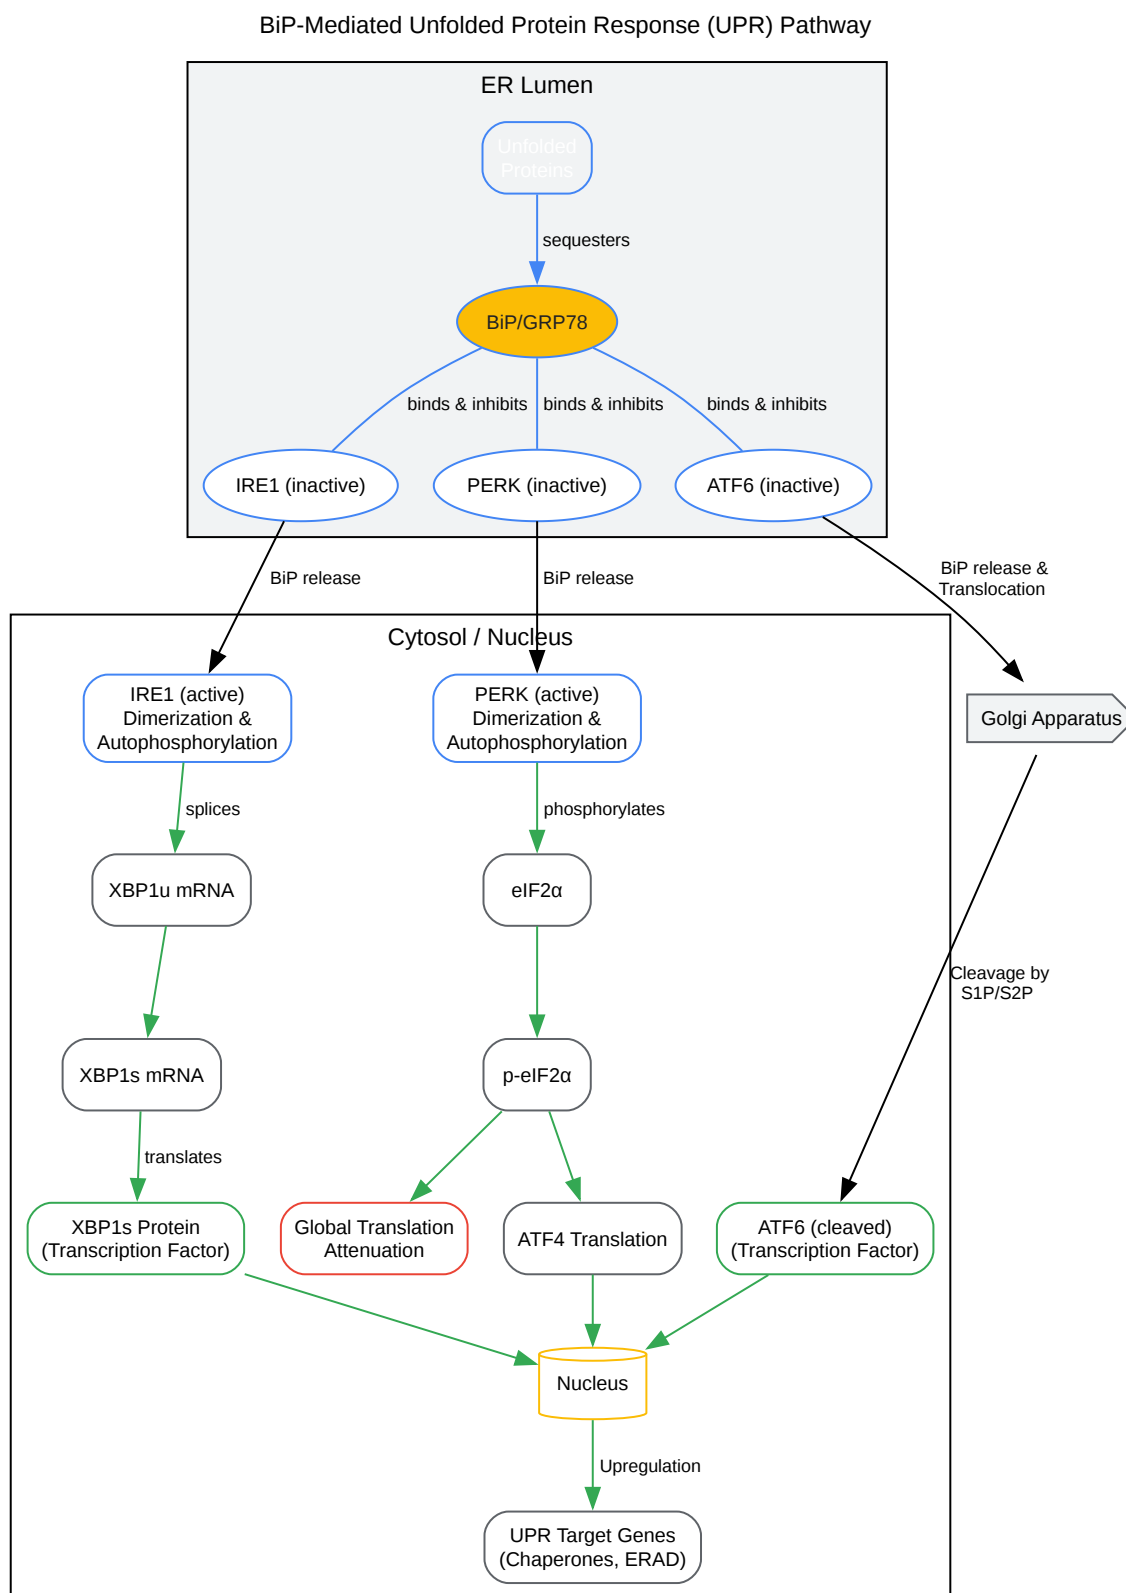 BiP-Mediated Unfolded Protein Response (UPR) Pathway
ER Lumen
Unfolded
Proteins
sequesters
BiP/GRP78
binds & inhibits
binds & inhibits
binds & inhibits
IRE1 (inactive)
PERK (inactive)
ATF6 (inactive)
BiP release
BiP release
BiP release &
Translocation
Cytosol / Nucleus
IRE1 (active)
Dimerization &
Autophosphorylation
PERK (active)
Dimerization &
Autophosphorylation
Golgi Apparatus
splices
phosphorylates
XBP1u mRNA
eIF2α
Cleavage by
S1P/S2P
XBP1s mRNA
p-eIF2α
translates
XBP1s Protein
(Transcription Factor)
Global Translation
Attenuation
ATF4 Translation
ATF6 (cleaved)
(Transcription Factor)
Nucleus
Upregulation
UPR Target Genes
(Chaperones, ERAD)